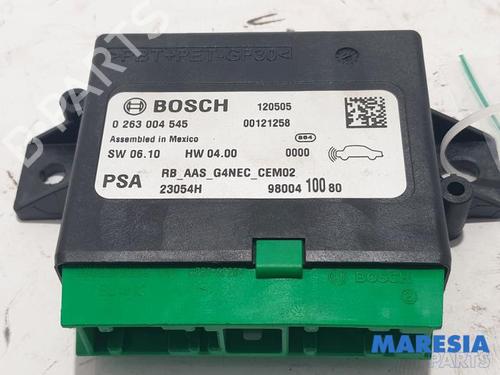 >PBT+PET-GF30<
B-PARTS
BOSCH 120505
0 263 004 545 00121258
Assembled in Mexico 864
SW 06.10 HW 04.00 0000
PSA RB_AAS_G4NEC_CEM02
23054H 98004 100 80
BOSCH
MARESIA
PARTS